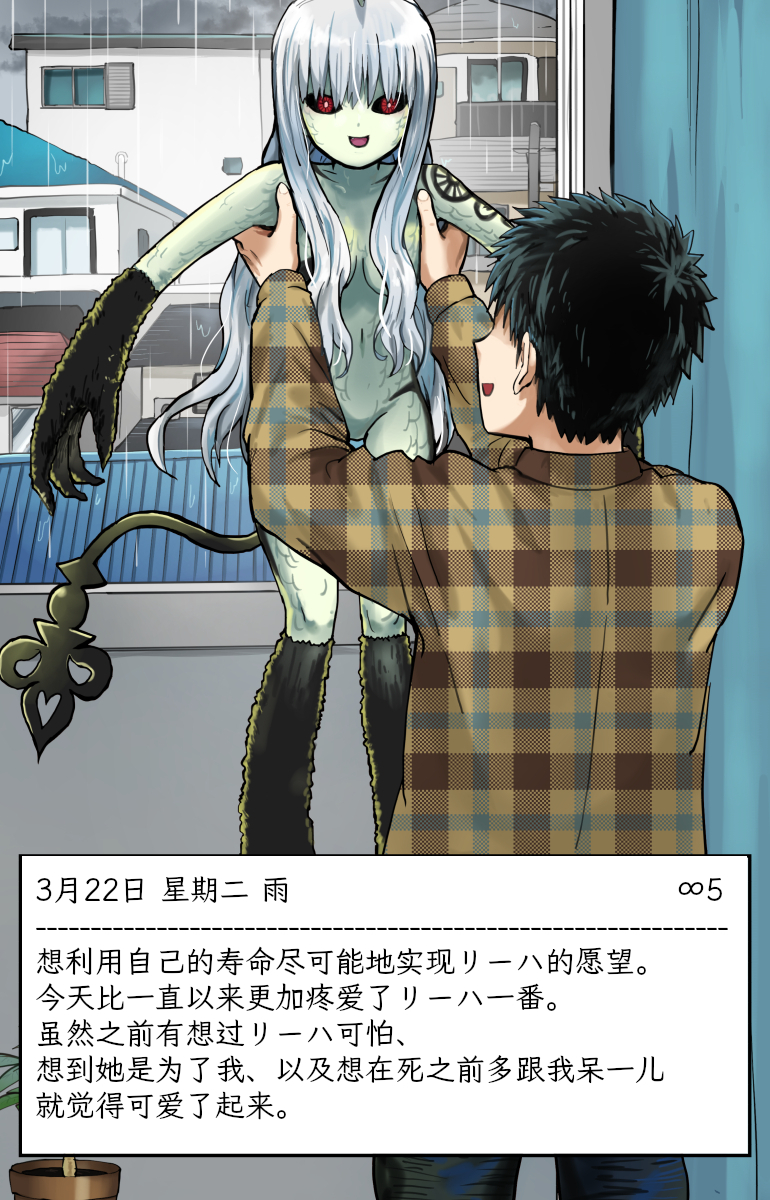 3月22日 星期二 雨 ∞5
想利用自己的寿命尽可能地实现リーハ的愿望。
今天比一直以来更加疼爱了リーハ一番。
虽然之前有想过リーハ可怕、
想到她是为了我、以及想在死之前多跟我呆一儿
就觉得可爱了起来。